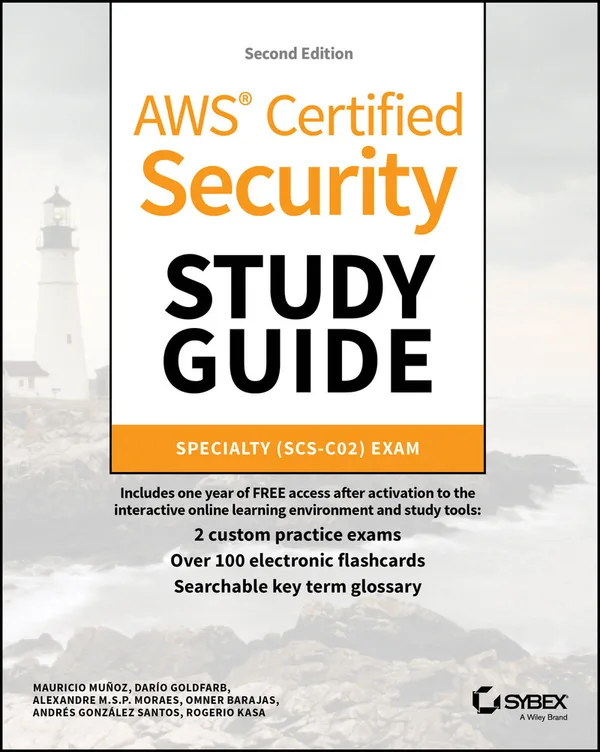 Second Edition
AWS® Certified
Security
STUDY
GUIDE
SPECIALTY (SCS-C02) EXAM
Includes one year of FREE access after activation to the
interactive online learning environment and study tools:
2 custom practice exams
Over 100 electronic flashcards
Searchable key term glossary
MAURICIO MUÑOZ, DARÍO GOLDFARB,
ALEXANDRE M.S.P. MORAES, OMNER BARAJAS,
ANDRÉS GONZÁLEZ SANTOS, ROGERIO KASA
SYBEX®
A Wiley Brand